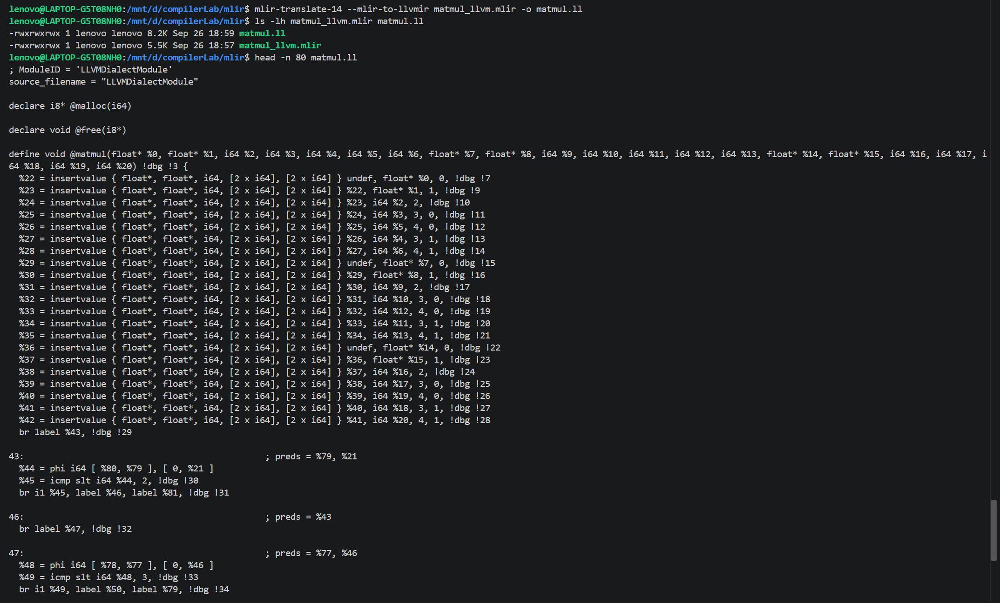 lenovo@LAPTOP-G5T08NH0:/mnt/d/compilerLab/mlir$ mlir-translate-14 --mlir-to-llvmir matmul_llvm.mlir -o matmul.ll
lenovo@LAPTOP-G5T08NH0:/mnt/d/compilerLab/mlir$ ls -lh matmul_llvm.mlir matmul.ll
-rwxrwxrwx 1 lenovo lenovo 8.2K Sep 26 18:59 matmul.ll
-rwxrwxrwx 1 lenovo lenovo 5.5K Sep 26 18:57 matmul_llvm.mlir
lenovo@LAPTOP-G5T08NH0:/mnt/d/compilerLab/mlir$ head -n 80 matmul.ll
; ModuleID = 'LLVMDialectModule'
source_filename = "LLVMDialectModule"

declare i8* @malloc(i64)

declare void @free(i8*)

define void @matmul(float* %0, float* %1, i64 %2, i64 %3, i64 %4, i64 %5, i64 %6, float* %7, float* %8, i64 %9, i64 %10, i64 %11, i64 %12, i64 %13, float* %14, float* %15, i64 %16, i64 %17, i
64 %18, i64 %19, i64 %20) !dbg !3 {
  %22 = insertvalue { float*, float*, i64, [2 x i64], [2 x i64] } undef, float* %0, 0, !dbg !7
  %23 = insertvalue { float*, float*, i64, [2 x i64], [2 x i64] } %22, float* %1, 1, !dbg !9
  %24 = insertvalue { float*, float*, i64, [2 x i64], [2 x i64] } %23, i64 %2, 2, !dbg !10
  %25 = insertvalue { float*, float*, i64, [2 x i64], [2 x i64] } %24, i64 %3, 3, 0, !dbg !11
  %26 = insertvalue { float*, float*, i64, [2 x i64], [2 x i64] } %25, i64 %5, 4, 0, !dbg !12
  %27 = insertvalue { float*, float*, i64, [2 x i64], [2 x i64] } %26, i64 %4, 3, 1, !dbg !13
  %28 = insertvalue { float*, float*, i64, [2 x i64], [2 x i64] } %27, i64 %6, 4, 1, !dbg !14
  %29 = insertvalue { float*, float*, i64, [2 x i64], [2 x i64] } undef, float* %7, 0, !dbg !15
  %30 = insertvalue { float*, float*, i64, [2 x i64], [2 x i64] } %29, float* %8, 1, !dbg !16
  %31 = insertvalue { float*, float*, i64, [2 x i64], [2 x i64] } %30, i64 %9, 2, !dbg !17
  %32 = insertvalue { float*, float*, i64, [2 x i64], [2 x i64] } %31, i64 %10, 3, 0, !dbg !18
  %33 = insertvalue { float*, float*, i64, [2 x i64], [2 x i64] } %32, i64 %12, 4, 0, !dbg !19
  %34 = insertvalue { float*, float*, i64, [2 x i64], [2 x i64] } %33, i64 %11, 3, 1, !dbg !20
  %35 = insertvalue { float*, float*, i64, [2 x i64], [2 x i64] } %34, i64 %13, 4, 1, !dbg !21
  %36 = insertvalue { float*, float*, i64, [2 x i64], [2 x i64] } undef, float* %14, 0, !dbg !22
  %37 = insertvalue { float*, float*, i64, [2 x i64], [2 x i64] } %36, float* %15, 1, !dbg !23
  %38 = insertvalue { float*, float*, i64, [2 x i64], [2 x i64] } %37, i64 %16, 2, !dbg !24
  %39 = insertvalue { float*, float*, i64, [2 x i64], [2 x i64] } %38, i64 %17, 3, 0, !dbg !25
  %40 = insertvalue { float*, float*, i64, [2 x i64], [2 x i64] } %39, i64 %19, 4, 0, !dbg !26
  %41 = insertvalue { float*, float*, i64, [2 x i64], [2 x i64] } %40, i64 %18, 3, 1, !dbg !27
  %42 = insertvalue { float*, float*, i64, [2 x i64], [2 x i64] } %41, i64 %20, 4, 1, !dbg !28
  br label %43, !dbg !29

43:                                               ; preds = %79, %21
  %44 = phi i64 [ %80, %79 ], [ 0, %21 ]
  %45 = icmp slt i64 %44, 2, !dbg !30
  br i1 %45, label %46, label %81, !dbg !31

46:                                               ; preds = %43
  br label %47, !dbg !32

47:                                               ; preds = %77, %46
  %48 = phi i64 [ %78, %77 ], [ 0, %46 ]
  %49 = icmp slt i64 %48, 3, !dbg !33
  br i1 %49, label %50, label %79, !dbg !34